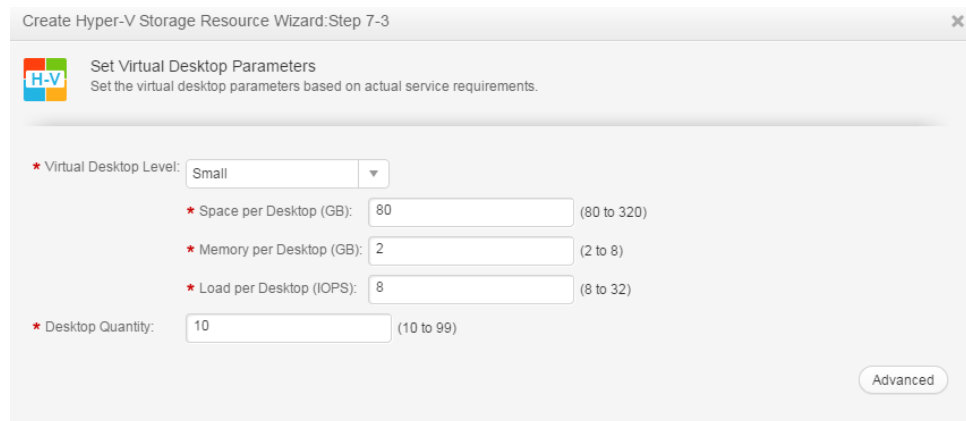 Create Hyper-V Storage Resource Wizard:Step 7-3
H-V
Set Virtual Desktop Parameters
Set the virtual desktop parameters based on actual service requirements.
* Virtual Desktop Level: Small
* Space per Desktop (GB): 80 (80 to 320)
* Memory per Desktop (GB): 2 (2 to 8)
* Load per Desktop (IOPS): 8 (8 to 32)
* Desktop Quantity: 10 (10 to 99)
Advanced